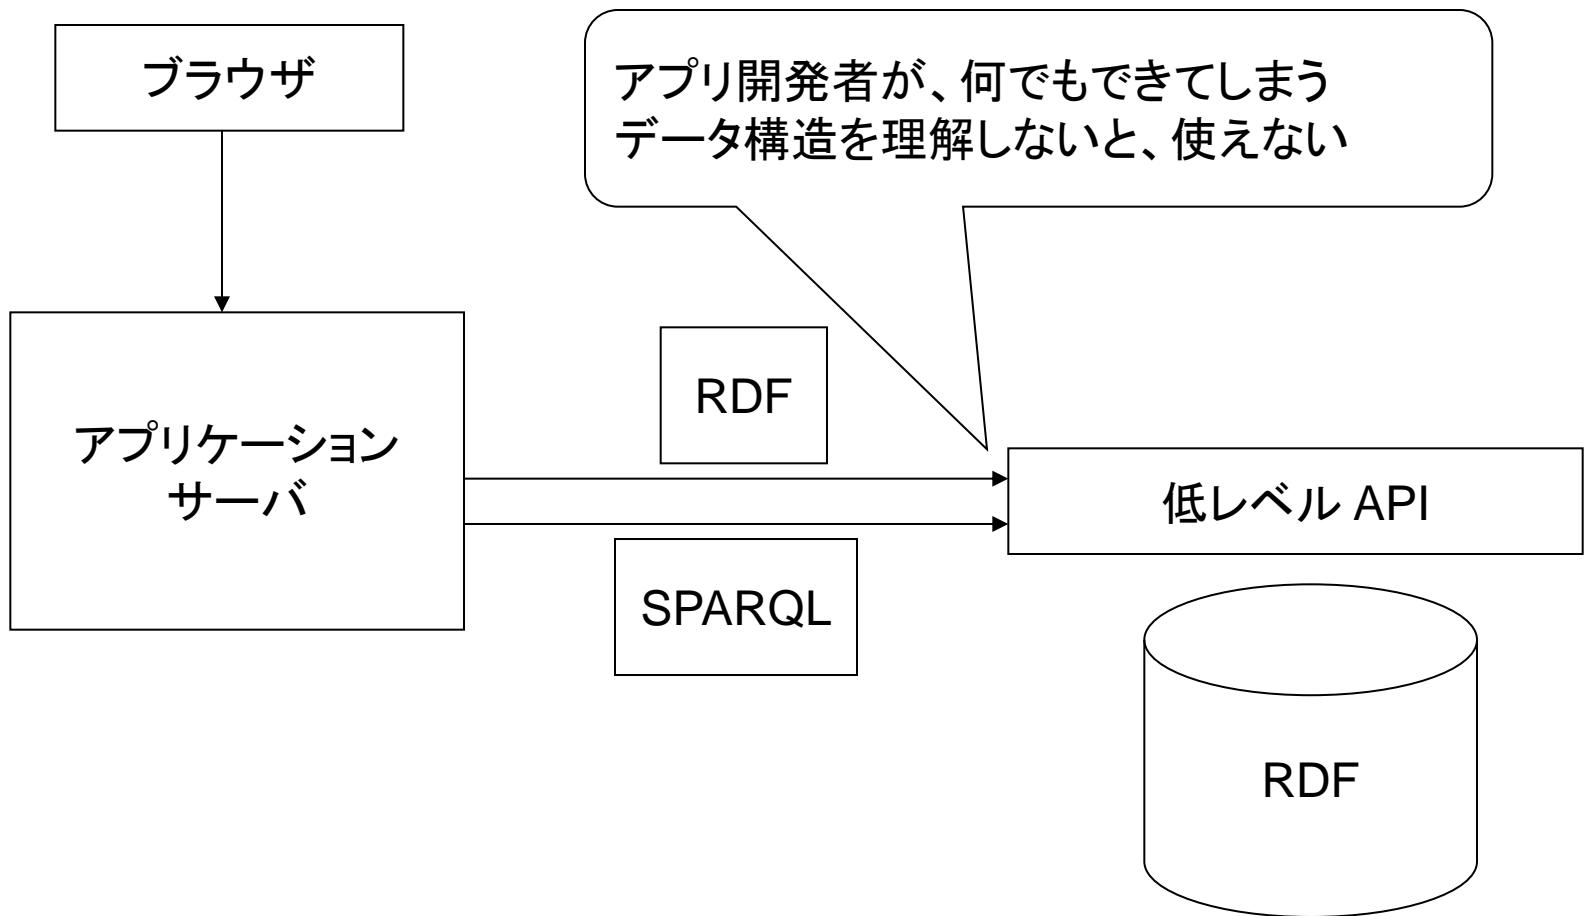 ブラウザ
アプリ開発者が、何でもできてしまう
データ構造を理解しないと、使えない
アプリケーション
サーバ
RDF
SPARQL
低レベル API
RDF